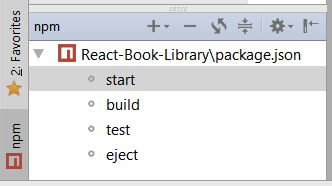 npm
React-Book-Library\package.json
start
build
test
eject
2: Favorites
npm